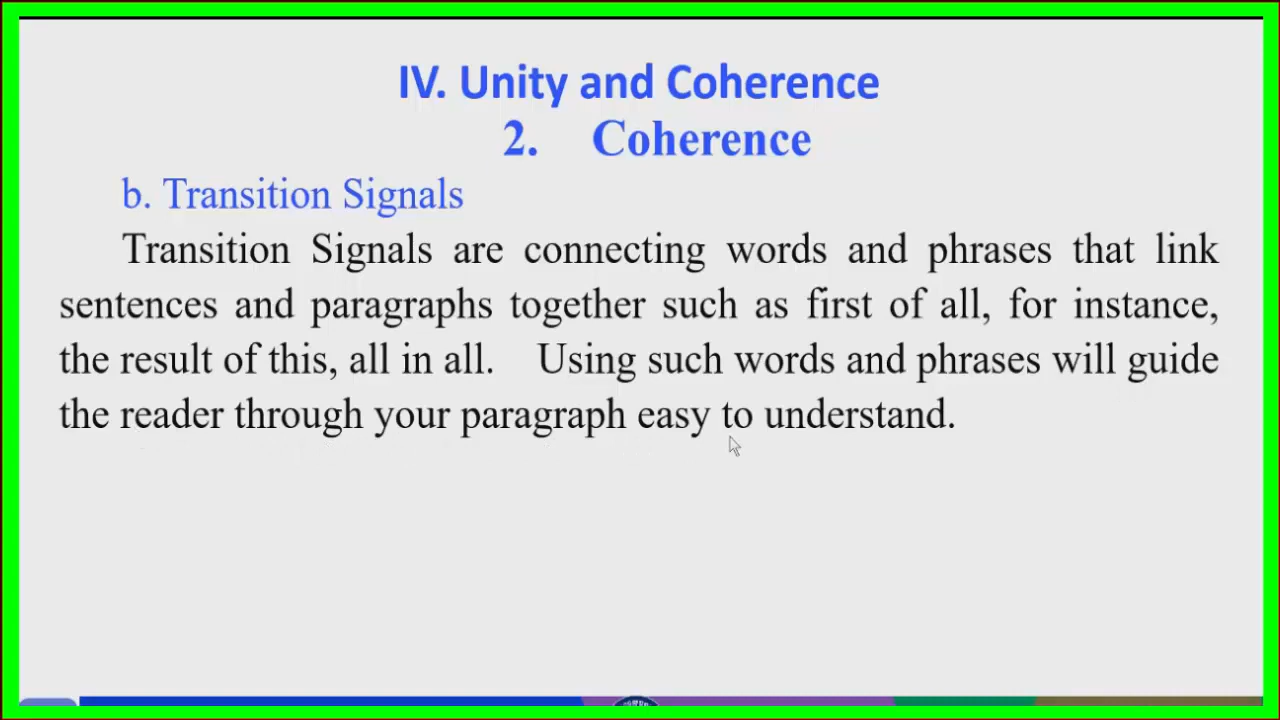 IV. Unity and Coherence
2. Coherence
b. Transition Signals
Transition Signals are connecting words and phrases that link
sentences and paragraphs together such as first of all, for instance,
the result of this, all in all. Using such words and phrases will guide
the reader through your paragraph easy to understand.